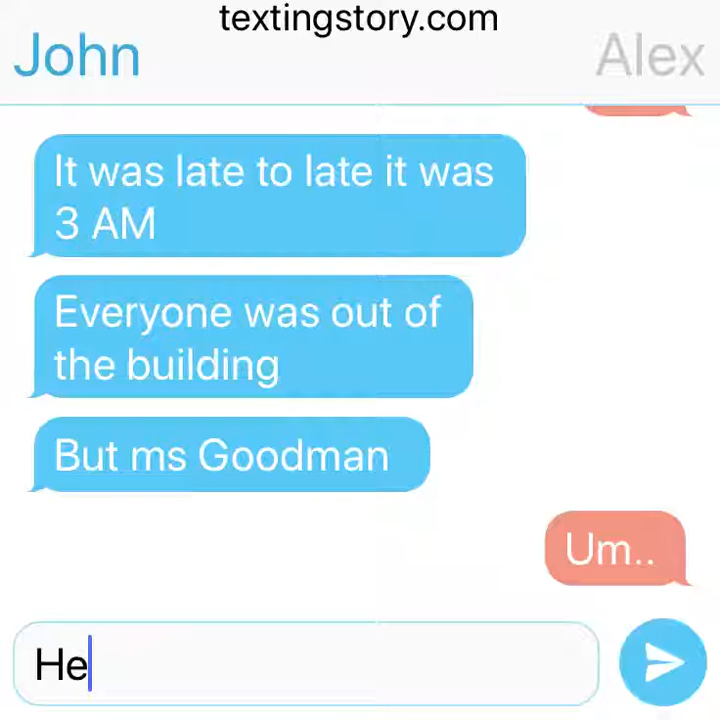 textingstory.com
John
Alex
It was late to late it was
3 AM
Everyone was out of
the building
But ms Goodman
Um..
He